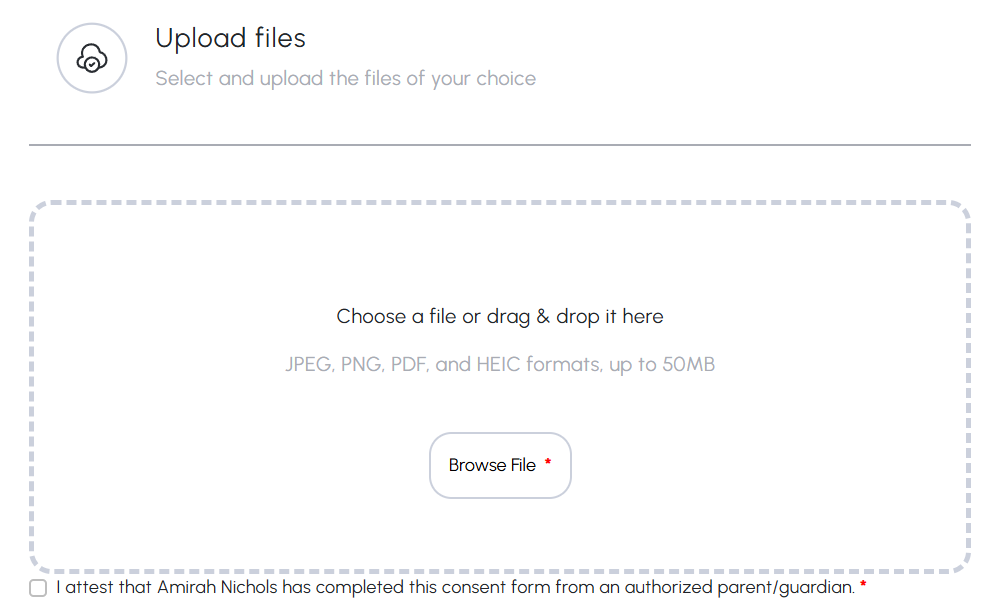 Upload files
Select and upload the files of your choice
Choose a file or drag & drop it here
JPEG, PNG, PDF, and HEIC formats, up to 50MB
Browse File *
I attest that Amirah Nichols has completed this consent form from an authorized parent/guardian. *